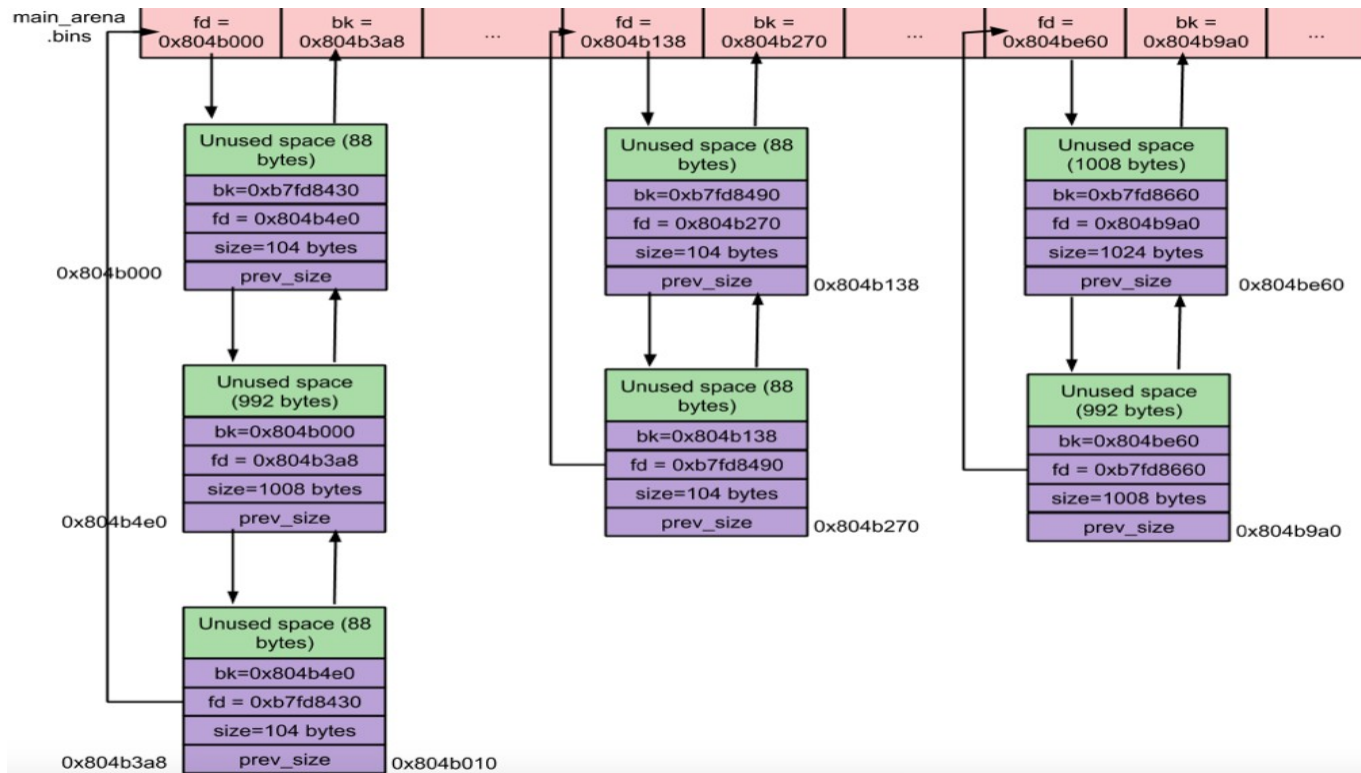 main_arena
.bins
fd =
0x804b000
bk =
0x804b3a8
...
fd =
0x804b138
bk =
0x804b270
...
fd =
0x804be60
bk =
0x804b9a0
...
Unused space (88
bytes)
bk=0xb7fd8430
fd = 0x804b4e0
size=104 bytes
prev_size
0x804b000
Unused space
(992 bytes)
bk=0x804b000
fd = 0x804b3a8
size=1008 bytes
prev_size
0x804b4e0
Unused space (88
bytes)
bk=0x804b4e0
fd = 0xb7fd8430
size=104 bytes
prev_size
0x804b3a8
0x804b010
Unused space (88
bytes)
bk=0xb7fd8490
fd = 0x804b270
size=104 bytes
prev_size
0x804b138
Unused space (88
bytes)
bk=0x804b138
fd = 0xb7fd8490
size=104 bytes
prev_size
0x804b270
Unused space
(1008 bytes)
bk=0xb7fd8660
fd = 0x804b9a0
size=1024 bytes
prev_size
0x804be60
Unused space
(992 bytes)
bk=0x804be60
fd = 0xb7fd8660
size=1008 bytes
prev_size
0x804b9a0